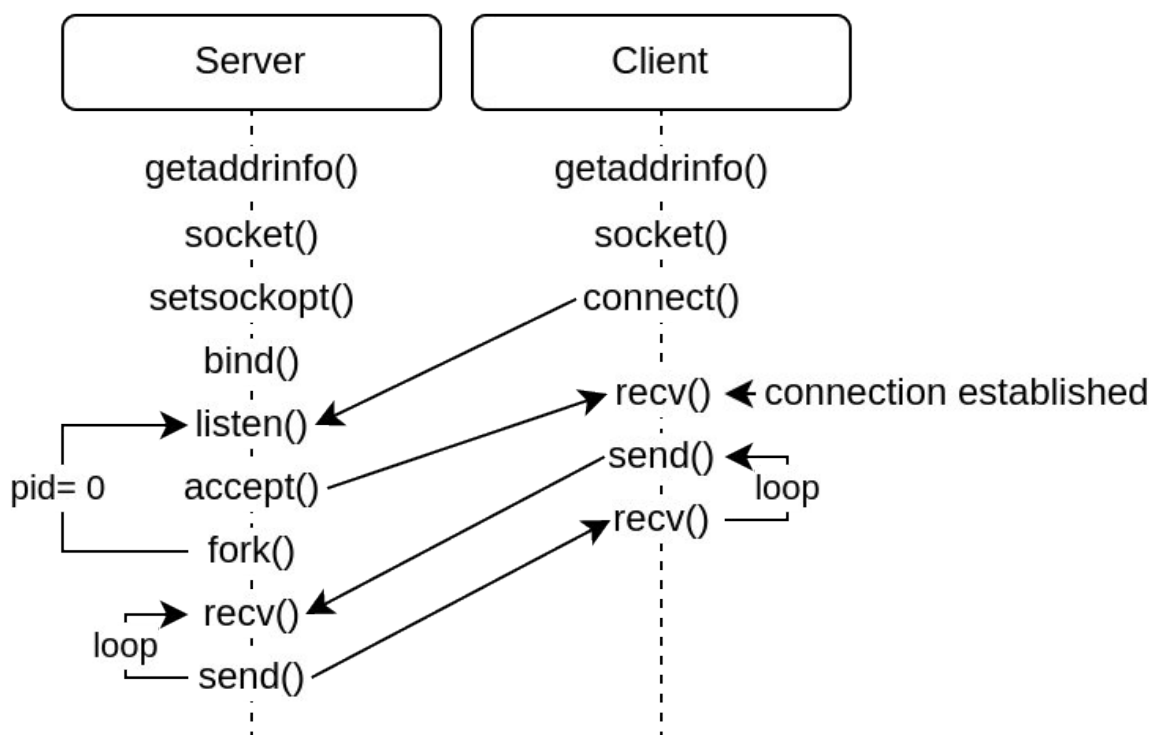 Server
Client
getaddrinfo()
getaddrinfo()
socket()
socket()
setsockopt()
connect()
bind()
recv()
connection established
listen()
send()
pid= 0
accept()
loop
recv()
fork()
recv()
loop
send()